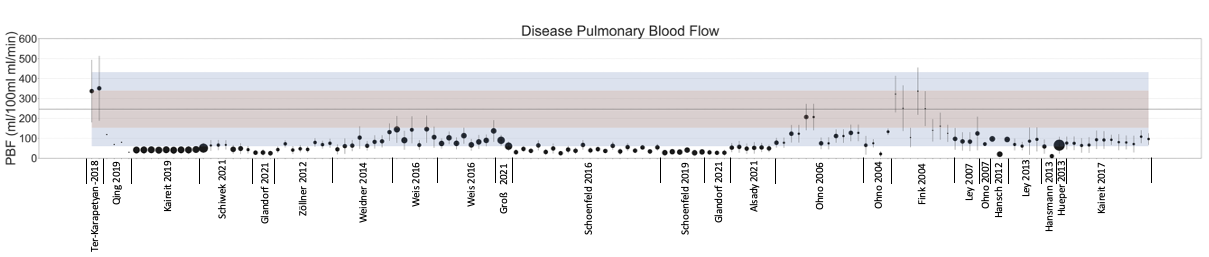 Disease Pulmonary Blood Flow
PBF (ml/100ml ml/min)
600
500
400
300
200
100
0
Ter-Karapetyan-2018
Qing 2019
Kaireit 2019
Schiwek 2021
Glandorf 2021
Zöllner 2012
Weidner 2014
Weis 2016
Weis 2016
Groß 2021
Schoenfeld 2016
Schoenfeld 2019
Glandorf 2021
Alsady 2021
Ohno 2006
Ohno 2004
Fink 2004
Ley 2007
Ohno 2007
Hansch 2012
Ley 2013
Hansmann 2013
Hueper 2013
Kaireit 2017